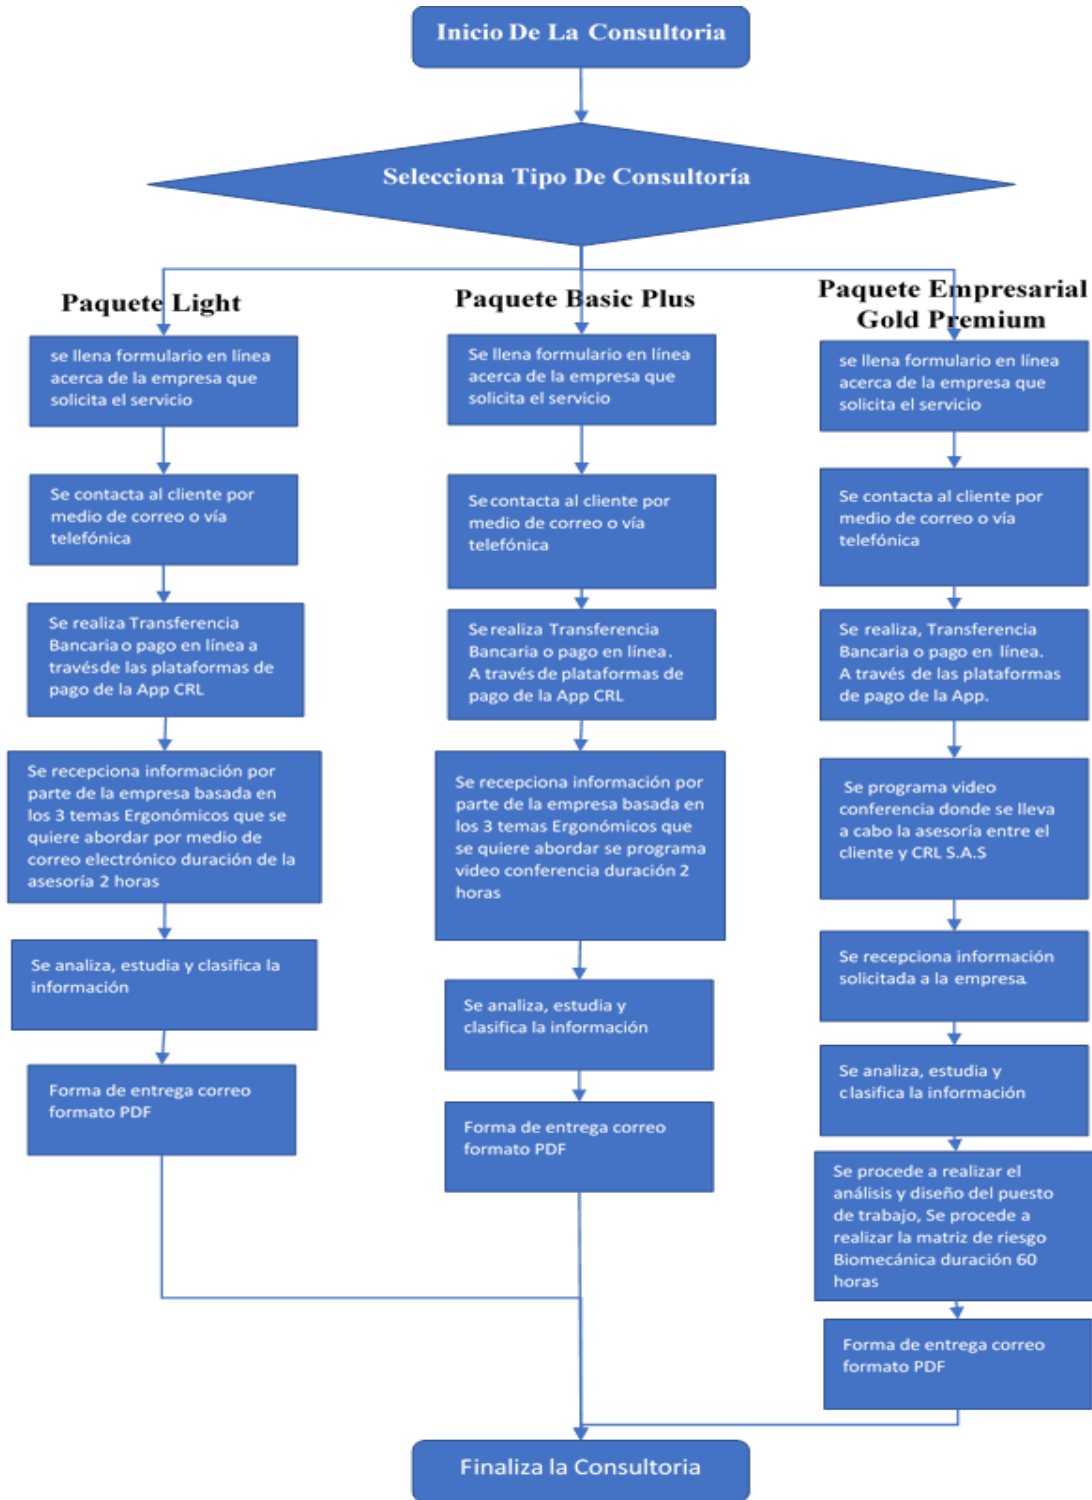 Inicio De La Consultoria
Selecciona Tipo De Consultoría
Paquete Light
se llena formulario en línea
acerca de la empresa que
solicita el servicio
Se contacta al cliente por
medio de correo o vía
telefónica
Se realiza Transferencia
Bancaria o pago en línea a
través de las plataformas de
pago de la App CRL
Se recepciona información por
parte de la empresa basada en
los 3 temas Ergonómicos que se
quiere abordar por medio de
correo electrónico duración de la
asesoría 2 horas
Se analiza, estudia y clasifica la
información
Forma de entrega correo
formato PDF
Paquete Basic Plus
Se llena formulario en línea
acerca de la empresa que
solicita el servicio
Se contacta al cliente por
medio de correo o vía
telefónica
Se realiza Transferencia
Bancaria o pago en línea.
A través de plataformas de
pago de la App CRL
Se recepciona información por
parte de la empresa basada en
los 3 temas Ergonómicos que
se quiere abordar se programa
video conferencia duración 2
horas
Se analiza, estudia y
clasifica la información
Forma de entrega correo
formato PDF
Paquete Empresarial
Gold Premium
se llena formulario en línea
acerca de la empresa que
solicita el servicio
Se contacta al cliente por
medio de correo o vía
telefónica
Se realiza, Transferencia
Bancaria o pago en línea.
A través de las plataformas
de pago de la App.
Se programa video
conferencia donde se lleva
a cabo la asesoría entre el
cliente y CRL S.A.S
Se recepciona información
solicitada a la empresa.
Se analiza, estudia y
clasifica la información
Se procede a realizar el
análisis y diseño del puesto
de trabajo, Se procede a
realizar la matriz de riesgo
Biomecánica duración 60
horas
Forma de entrega correo
formato PDF
Finaliza la Consultoria